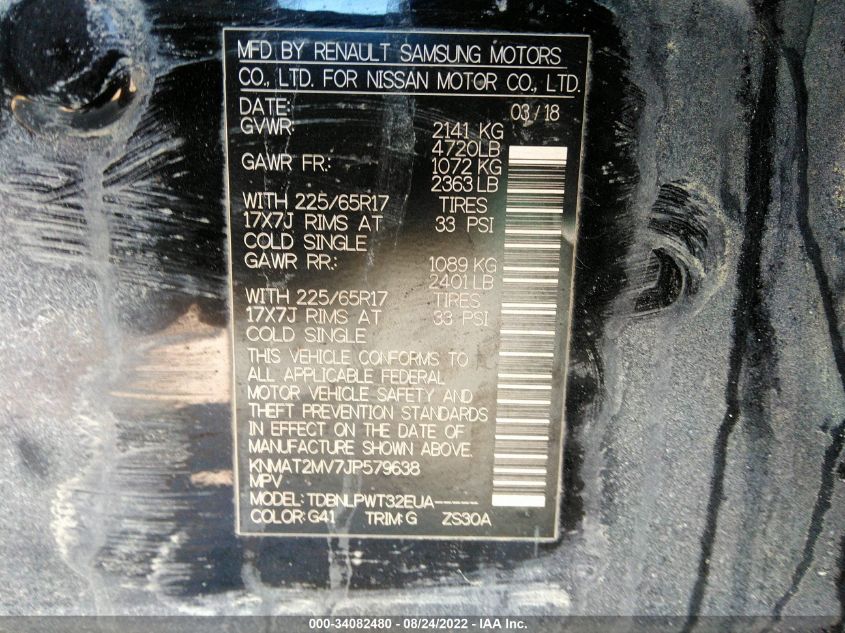 MFD BY RENAULT SAMSUNG MOTORS
CO., LTD. FOR NISSAN MOTOR CO., LTD.
DATE: 03/18
GVWR: 2141 KG
4720LB
GAWR FR.: 1072 KG
2363 LB
WITH 225/65R17 TIRES
17X7J RIMS AT 33 PSI
COLD SINGLE
GAWR RR.: 1089 KG
2401 LB
WITH 225/65R17 TIRES
17X7J RIMS AT 33 PSI
COLD SINGLE
THIS VEHICLE CONFORMS TO
ALL APPLICABLE FEDERAL
MOTOR VEHICLE SAFETY AND
THEFT PREVENTION STANDARDS
IN EFFECT ON THE DATE OF
MANUFACTURE SHOWN ABOVE.
KNMAT2MV7JP579638
MPV
MODEL: TDBNLPWT32EUA-----
COLOR: G41 TRIM: G ZS30A
000-34082480 - 08/24/2022 - IAA Inc.